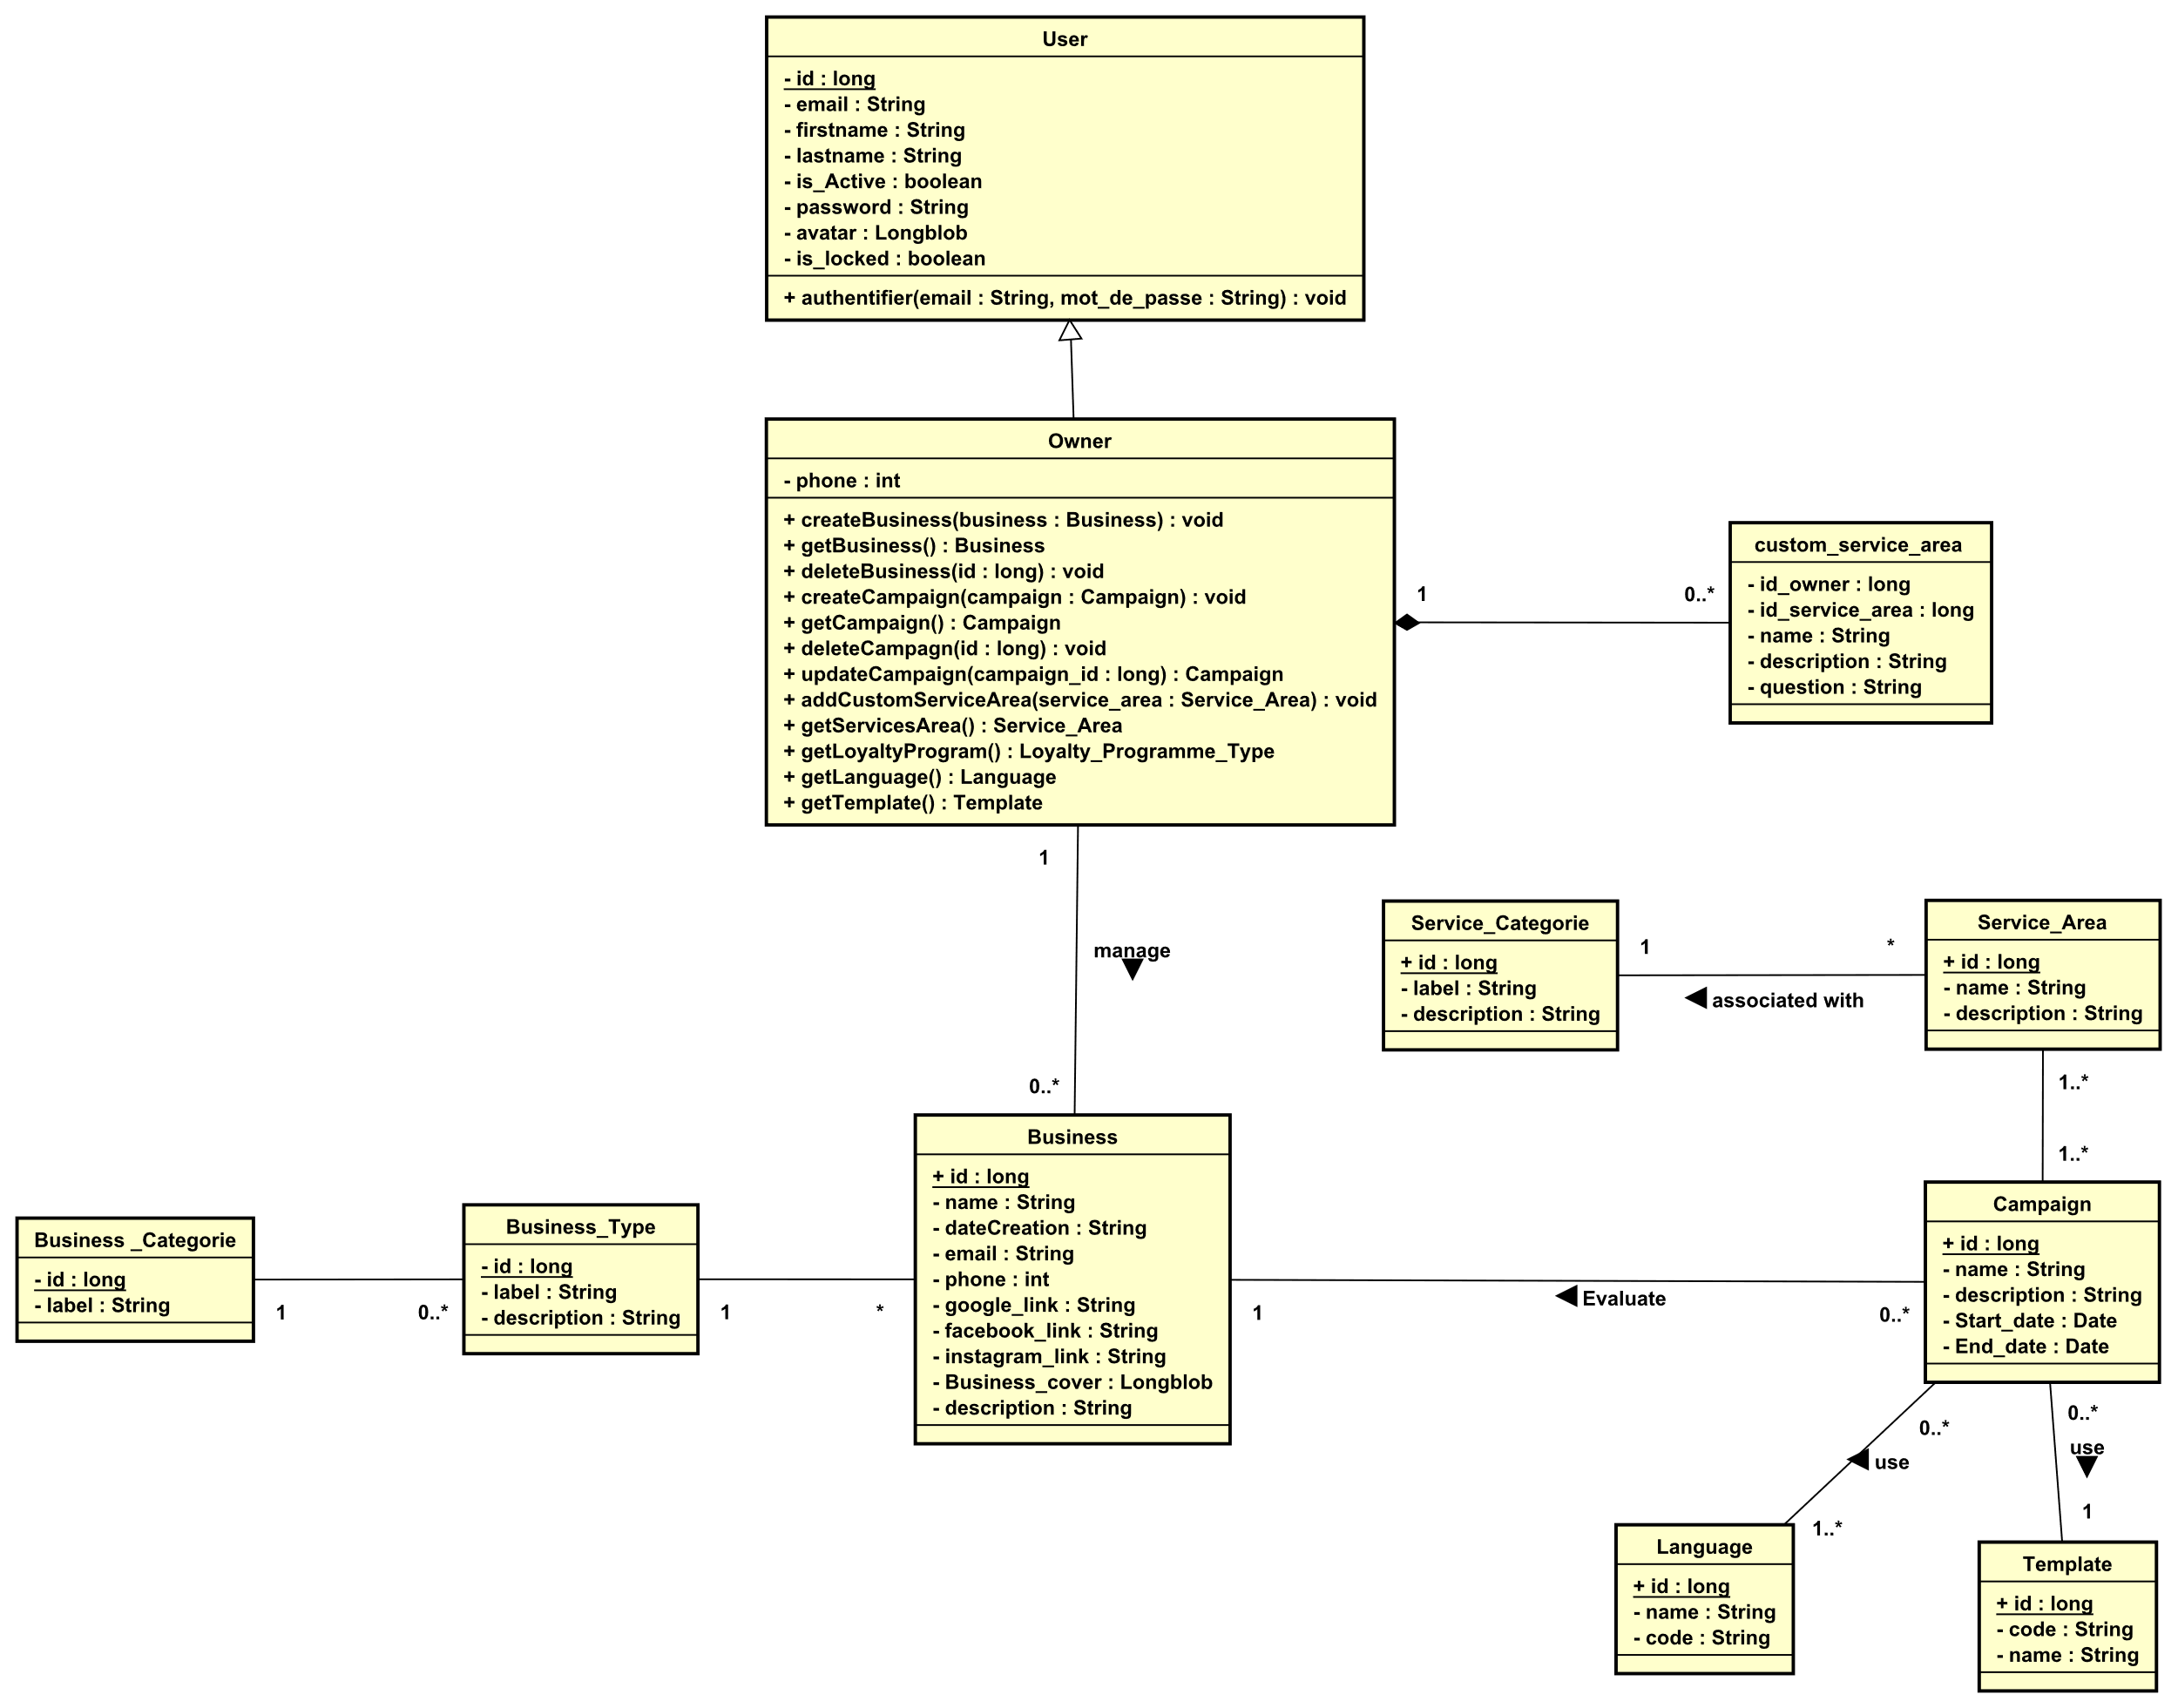 User
- id : long
- email : String
- firstname : String
- lastname : String
- is_Active : boolean
- password : String
- avatar : Longblob
- is_locked : boolean
+ authentifier(email : String, mot_de_passe : String) : void
Owner
- phone : int
+ createBusiness(business : Business) : void
+ getBusiness() : Business
+ deleteBusiness(id : long) : void
+ createCampaign(campaign : Campaign) : void
+ getCampaign() : Campaign
+ deleteCampagn(id : long) : void
+ updateCampaign(campaign_id : long) : Campaign
+ addCustomServiceArea(service_area : Service_Area) : void
+ getServicesArea() : Service_Area
+ getLoyaltyProgram() : Loyalty_Programme_Type
+ getLanguage() : Language
+ getTemplate() : Template
1
0..*
custom_service_area
- id_owner : long
- id_service_area : long
- name : String
- description : String
- question : String
1
manage
0..*
Service_Categorie
+ id : long
- label : String
- description : String
1
*
associated with
Service_Area
+ id : long
- name : String
- description : String
1..*
1..*
Business _Categorie
- id : long
- label : String
1
0..*
Business_Type
- id : long
- label : String
- description : String
1
*
Business
+ id : long
- name : String
- dateCreation : String
- email : String
- phone : int
- google_link : String
- facebook_link : String
- instagram_link : String
- Business_cover : Longblob
- description : String
1
Evaluate
0..*
Campaign
+ id : long
- name : String
- description : String
- Start_date : Date
- End_date : Date
0..*
use
1..*
0..*
use
1
Language
+ id : long
- name : String
- code : String
Template
+ id : long
- code : String
- name : String